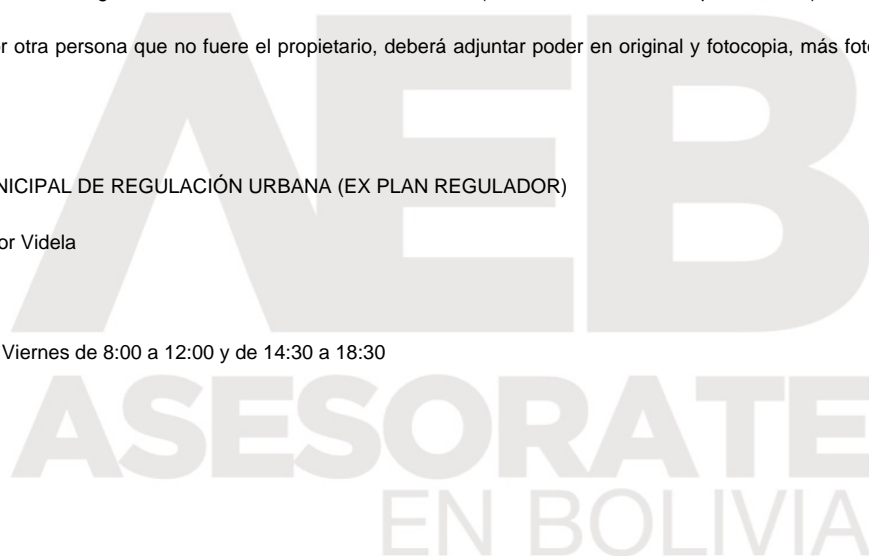 r otra persona que no fuere el propietario, deberá adjuntar poder en original y fotocopia, más foto
NICIPAL DE REGULACIÓN URBANA (EX PLAN REGULADOR)
or Videla
Viernes de 8:00 a 12:00 y de 14:30 a 18:30
AEB
ASESORATE
EN BOLIVIA